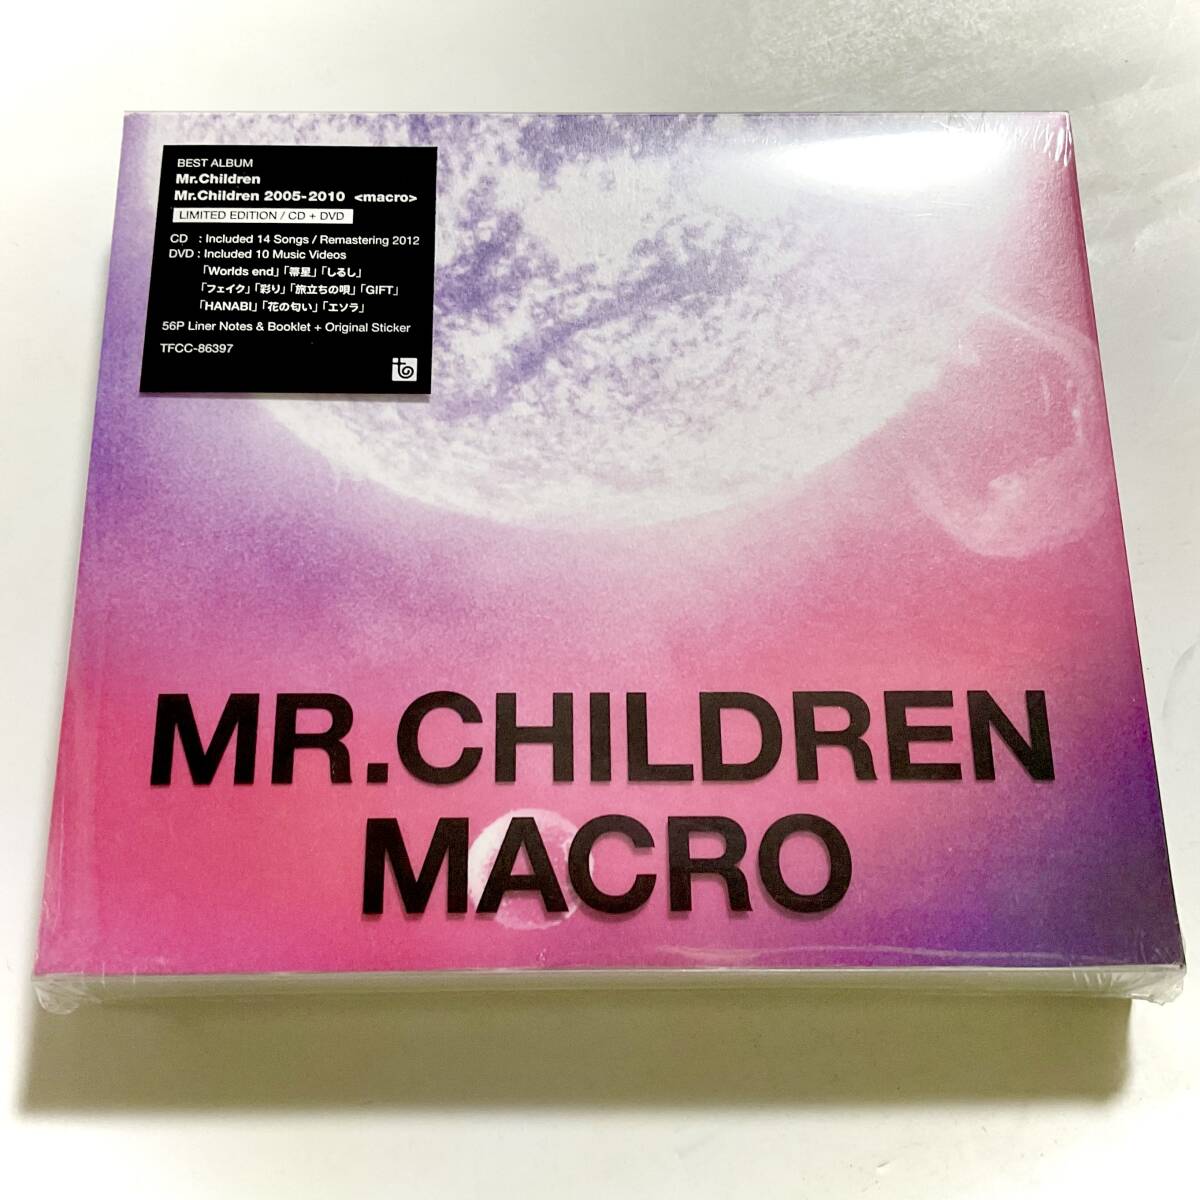 BEST ALBUM
Mr.Children
Mr.Children 2005-2010 <macro>
LIMITED EDITION / CD + DVD
CD : Included 14 Songs / Remastering 2012
DVD : Included 10 Music Videos
「Worlds end」「箒星」「しるし」
「フェイク」「彩り」「旅立ちの唄」「GIFT」
「HANABI」「花の匂い」「エソラ」
56P Liner Notes & Booklet + Original Sticker
TFCC-86397
MR.CHILDREN
MACRO